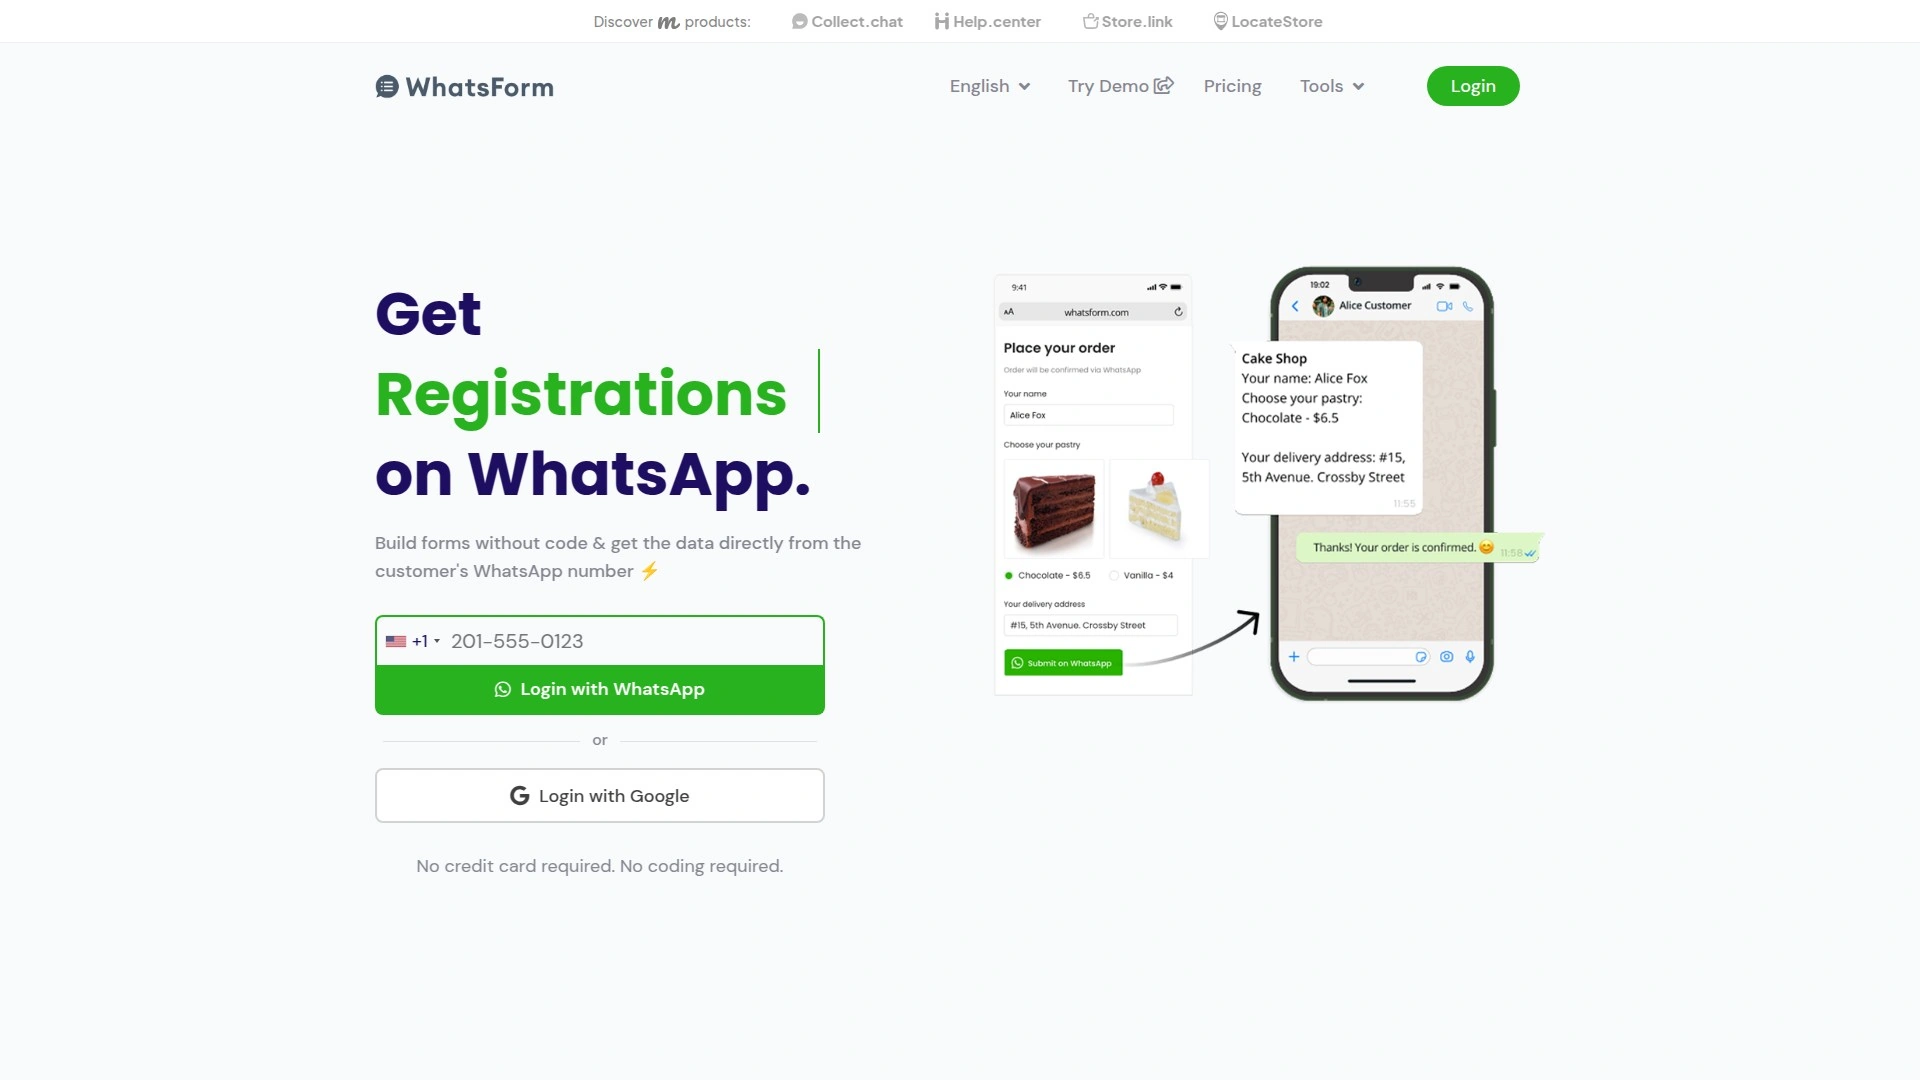 Discover m products:
Collect.chat
Help.center
Store.link
LocateStore
WhatsForm
English
Try Demo
Pricing
Tools
Login
Get
Registrations
on WhatsApp.
Build forms without code & get the data directly from the
customer's WhatsApp number ⚡
+1 201-555-0123
Login with WhatsApp
or
Login with Google
No credit card required. No coding required.
9:41
AA whatsform.com
Place your order
Order will be confirmed via WhatsApp
Your name
Alice Fox
Choose your pastry
Chocolate - $6.5
Vanilla - $4
Your delivery address
#15, 5th Avenue. Crossby Street
Submit on WhatsApp
19:02
Alice Customer
Cake Shop
Your name: Alice Fox
Choose your pastry:
Chocolate - $6.5
Your delivery address: #15,
5th Avenue. Crossby Street
11:55
Thanks! Your order is confirmed. 😊 11:58